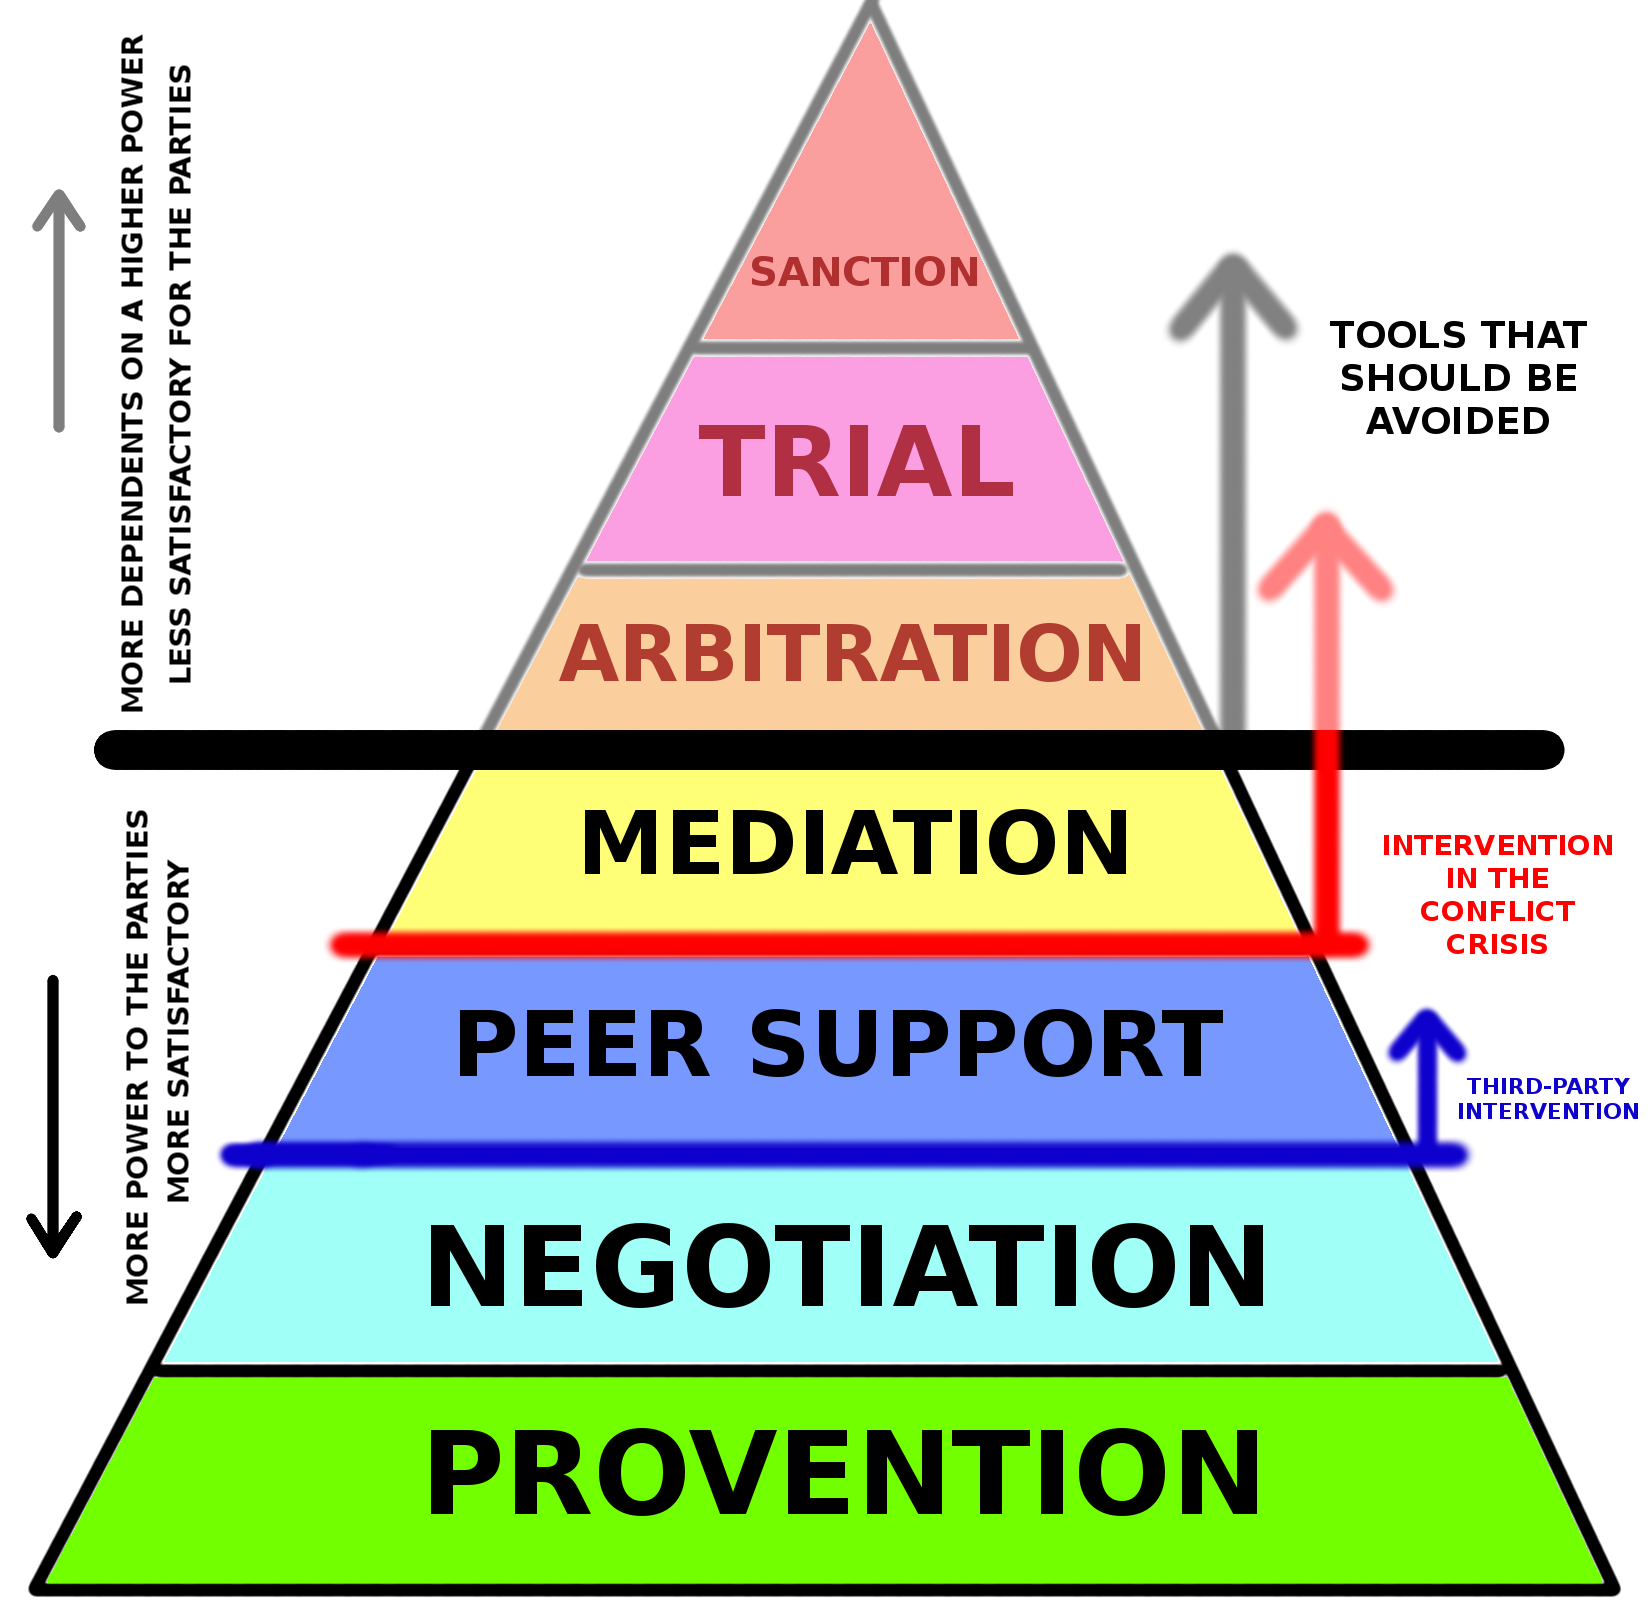 MORE DEPENDENTS ON A HIGHER POWER
LESS SATISFACTORY FOR THE PARTIES
SANCTION
TRIAL
ARBITRATION
TOOLS THAT
SHOULD BE
AVOIDED
MORE POWER TO THE PARTIES
MORE SATISFACTORY
MEDIATION
INTERVENTION
IN THE
CONFLICT
CRISIS
PEER SUPPORT
THIRD-PARTY
INTERVENTION
NEGOTIATION
PROVENTION